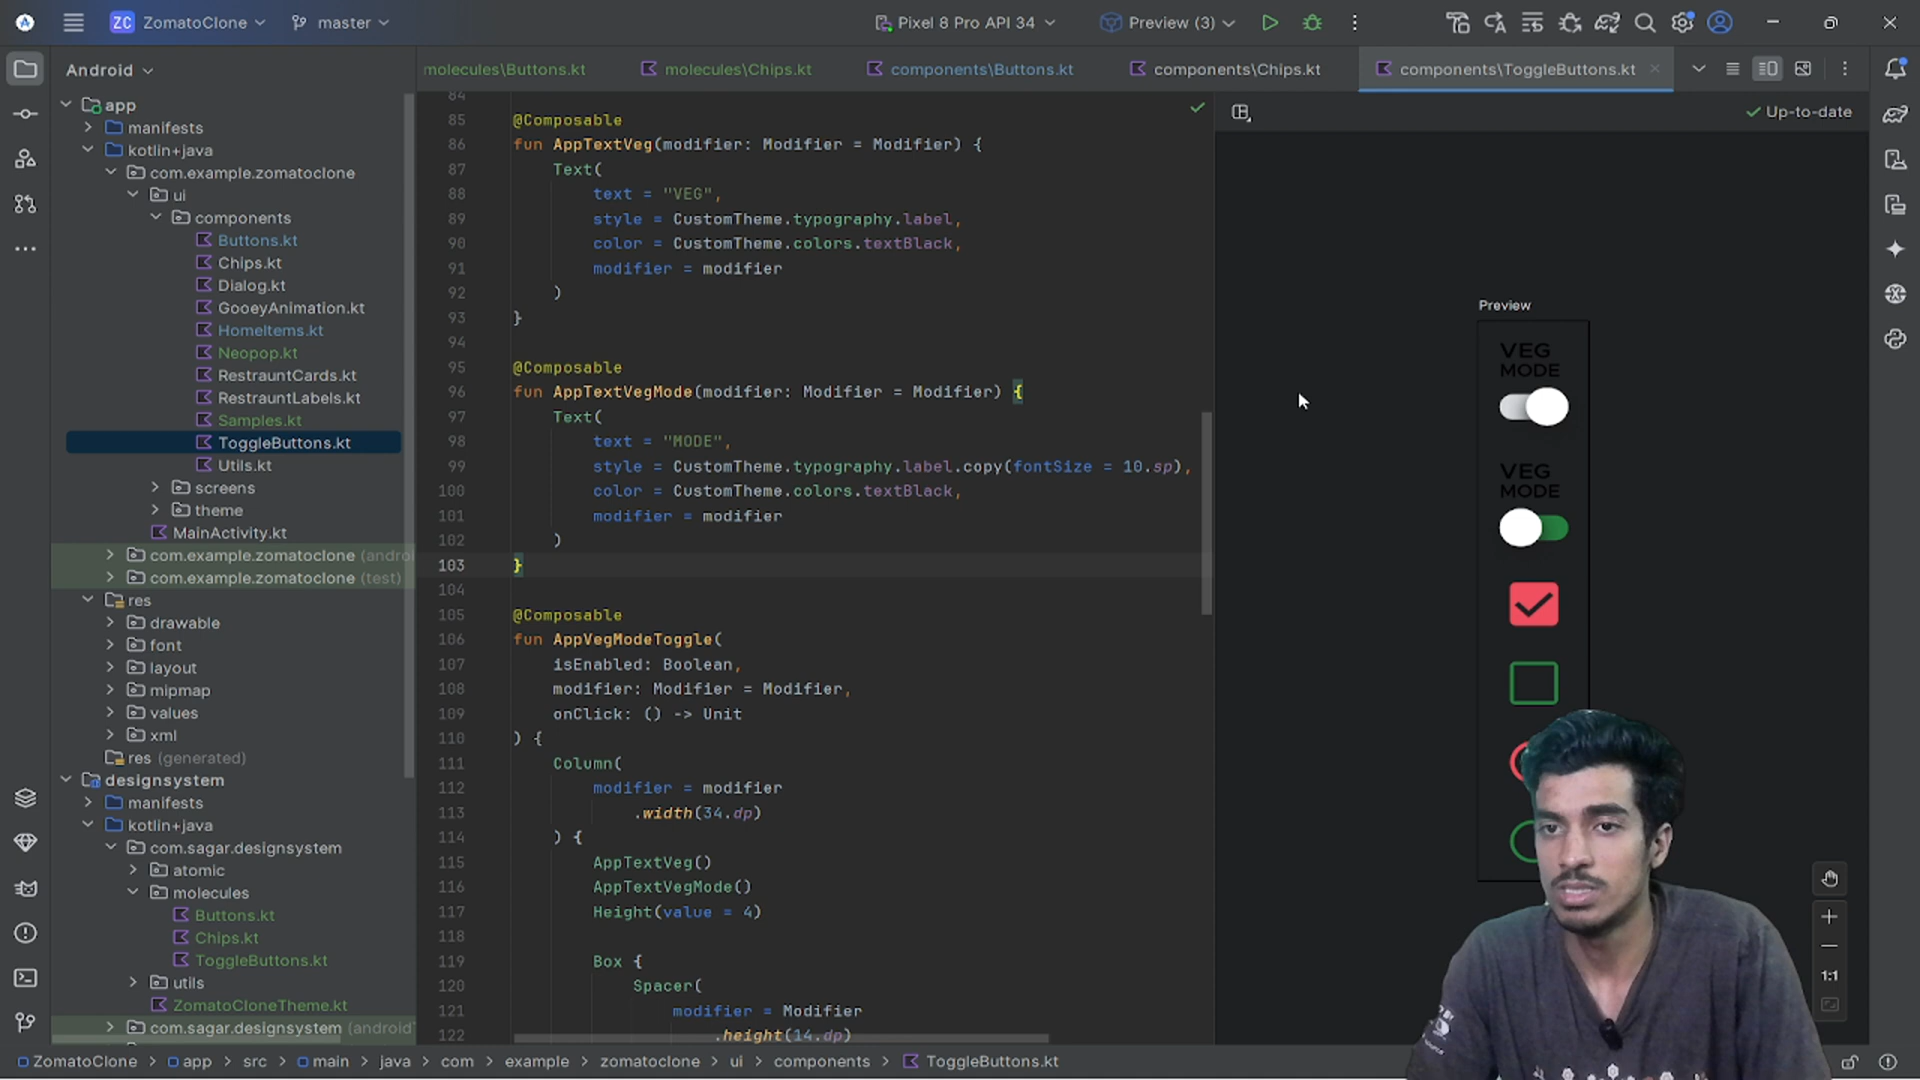 ZC ZomatoClone
master
Pixel 8 Pro API 34
Preview (3)
Android
molecules\Buttons.kt
molecules\Chips.kt
components\Buttons.kt
components\Chips.kt
components\ToggleButtons.kt
app
manifests
kotlin+java
com.example.zomatoclone
ui
components
Buttons.kt
Chips.kt
Dialog.kt
GooeyAnimation.kt
HomeItems.kt
Neopop.kt
RestrauntCards.kt
RestrauntLabels.kt
Samples.kt
ToggleButtons.kt
Utils.kt
screens
theme
MainActivity.kt
com.example.zomatoclone (androi
com.example.zomatoclone (test)
res
drawable
font
layout
mipmap
values
xml
res (generated)
designsystem
manifests
kotlin+java
com.sagar.designsystem
atomic
molecules
Buttons.kt
Chips.kt
ToggleButtons.kt
utils
ZomatoCloneTheme.kt
com.sagar.designsystem (android
84
85 @Composable
86 fun AppTextVeg(modifier: Modifier = Modifier) {
87 Text(
88 text = "VEG",
89 style = CustomTheme.typography.label,
90 color = CustomTheme.colors.textBlack,
91 modifier = modifier
92 )
93 }
94
95 @Composable
96 fun AppTextVegMode(modifier: Modifier = Modifier) {
97 Text(
98 text = "MODE",
99 style = CustomTheme.typography.label.copy(fontSize = 10.sp),
100 color = CustomTheme.colors.textBlack,
101 modifier = modifier
102 )
103 }
104
105 @Composable
106 fun AppVegModeToggle(
107 isEnabled: Boolean,
108 modifier: Modifier = Modifier,
109 onClick: () -> Unit
110 ) {
111 Column(
112 modifier = modifier
113 .width(34.dp)
114 ) {
115 AppTextVeg()
116 AppTextVegMode()
117 Height(value = 4)
118
119 Box {
120 Spacer(
121 modifier = Modifier
122 .height(14.dp)
Up-to-date
Preview
VEG
MODE
VEG
MODE
1:1
ZomatoClone > app > src > main > java > com > example > zomatoclone > ui > components > ToggleButtons.kt